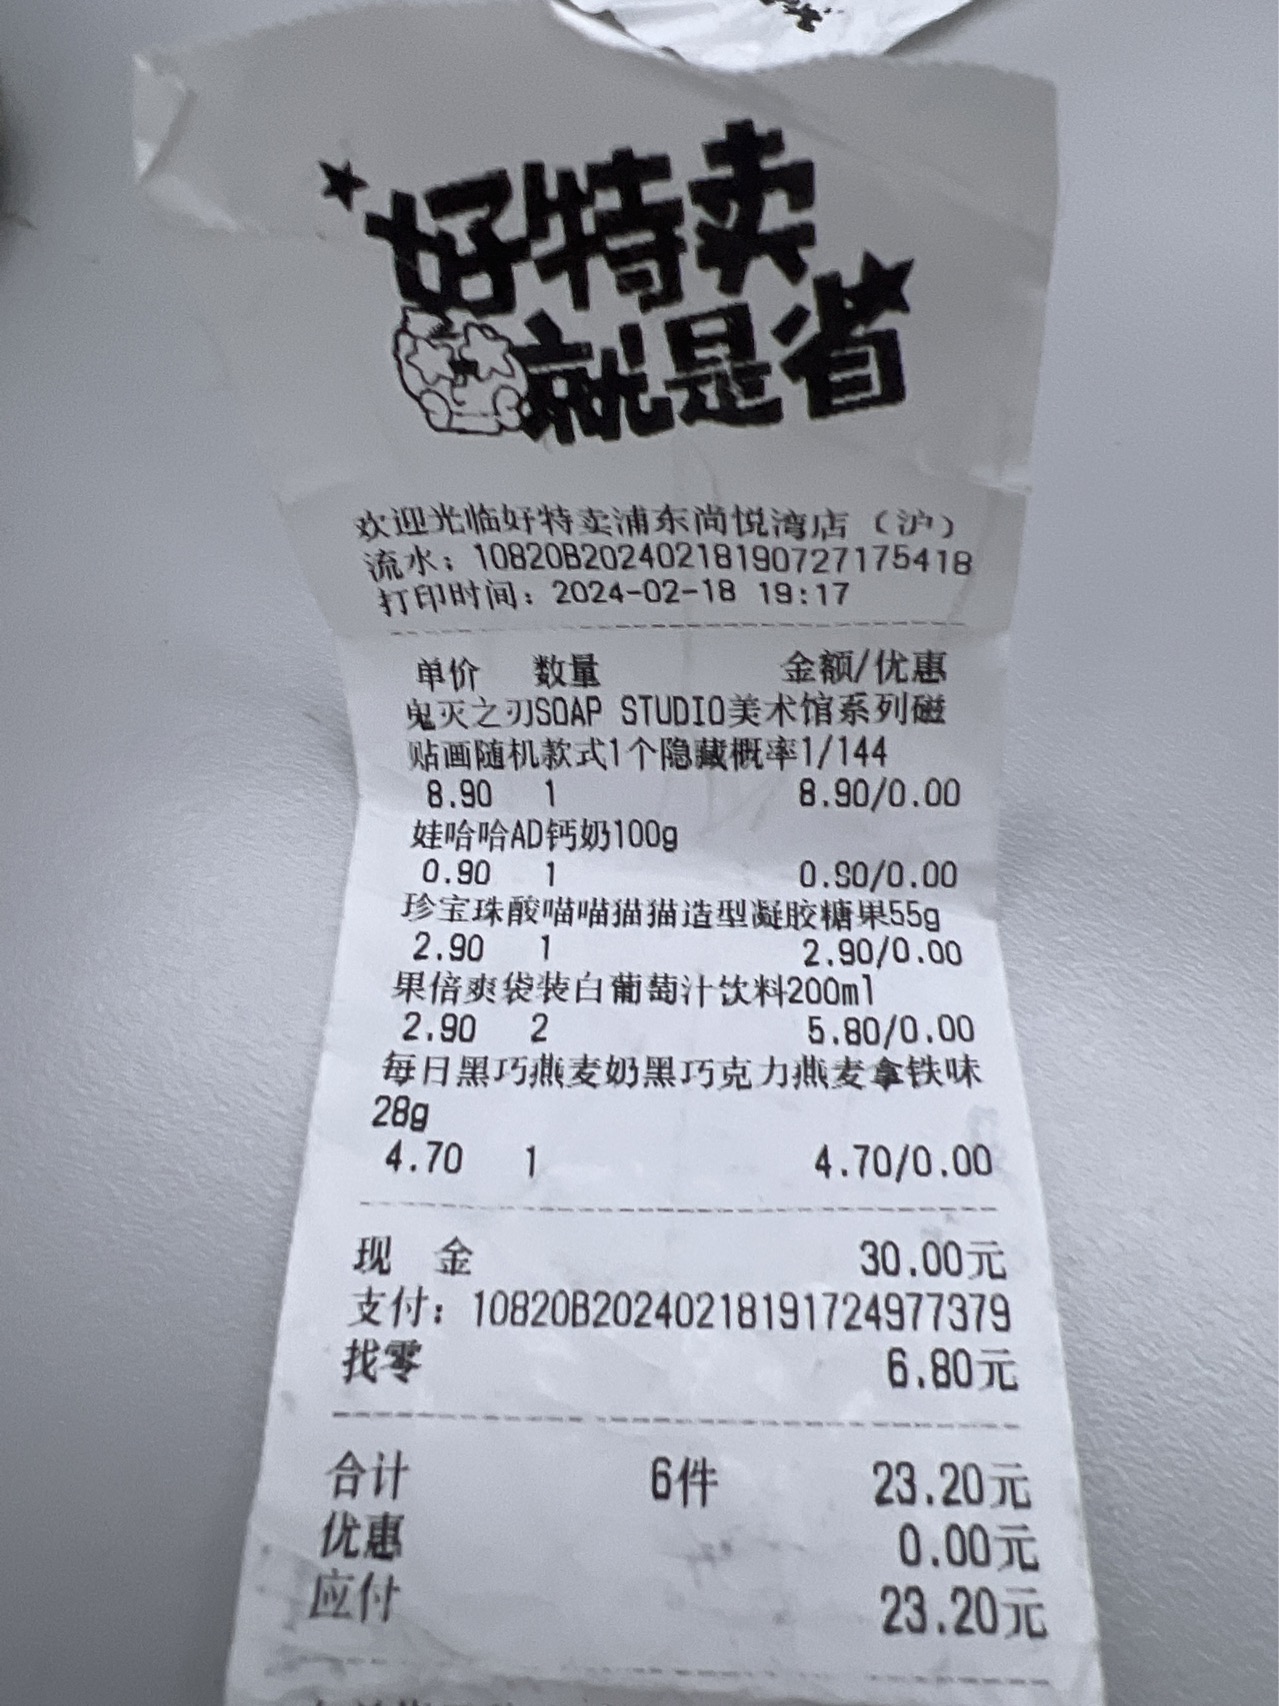 好特卖
就是省
欢迎光临好特卖浦东尚悦湾店（沪）
流水：10820B20240218190727175418
打印时间：2024-02-18 19:17
单价 数量 金额/优惠
鬼灭之刃SOAP STUDIO美术馆系列磁
贴画随机款式1个隐藏概率1/144
8.90 1 8.90/0.00
娃哈哈AD钙奶100g
0.90 1 0.90/0.00
珍宝珠酸喵喵猫猫造型凝胶糖果55g
2.90 1 2.90/0.00
果倍爽袋装白葡萄汁饮料200ml
2.90 2 5.80/0.00
每日黑巧燕麦奶黑巧克力燕麦拿铁味
28g
4.70 1 4.70/0.00
现 金 30.00元
支付：10820B20240218191724977379
找零 6.80元
合计 6件 23.20元
优惠 0.00元
应付 23.20元